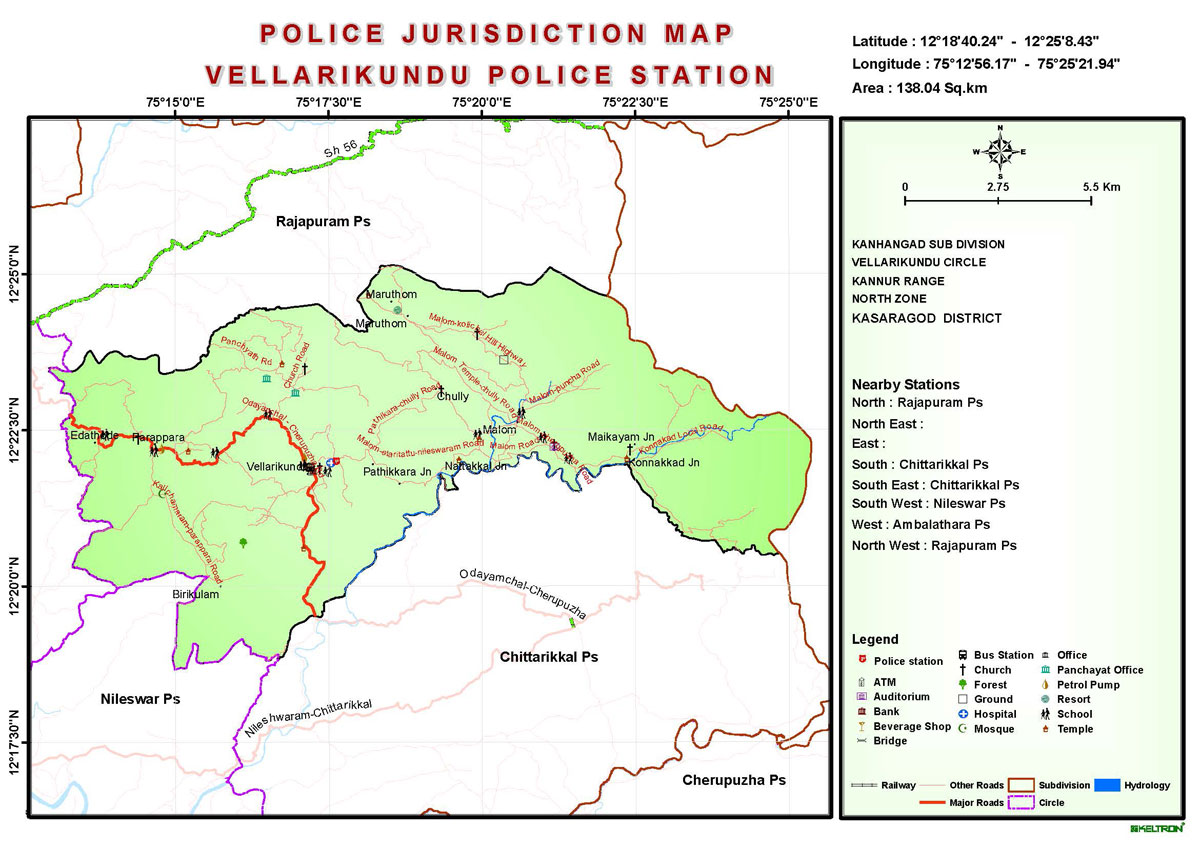 POLICE JURISDICTION MAP
VELLARIKUNDU POLICE STATION
Latitude : 12°18'40.24" - 12°25'8.43"
Longitude : 75°12'56.17" - 75°25'21.94"
Area : 138.04 Sq.km
75°15'0"E
75°17'30"E
75°20'0"E
75°22'30"E
75°25'0"E
12°25'0"N
12°22'30"N
12°20'0"N
12°17'30"N
Sh 56
Rajapuram Ps
Maruthom
Maruthom
Malom-
Hill Highway
Panchyath Rd
Church Road
Malom Temple-chully Road
Malom-puncha Road
Pathikara-chully Road
Chully
Odayamchal-Cherupuzha
Edathode
Parappara
Malom
Maikayam Jn
Konnakad Local Road
Konnakkad Jn
Malom Road
Nattakkal Jn
Vellarikundu
Pathikkara Jn
Kalichamaram-parappara Road
Birikulam
Odayamchal-Cherupuzha
Chittarikkal Ps
Nileswar Ps
Nileshwaram-Chittarikkal
Cherupuzha Ps
N
W E
S
0 2.75 5.5 Km
KANHANGAD SUB DIVISION
VELLARIKUNDU CIRCLE
KANNUR RANGE
NORTH ZONE
KASARAGOD DISTRICT
Nearby Stations
North : Rajapuram Ps
North East :
East :
South : Chittarikkal Ps
South East : Chittarikkal Ps
South West : Nileswar Ps
West : Ambalathara Ps
North West : Rajapuram Ps
Legend
Police station
ATM
Auditorium
Bank
Beverage Shop
Bridge
Bus Station
Church
Forest
Ground
Hospital
Mosque
Office
Panchayat Office
Petrol Pump
Resort
School
Temple
Railway
Other Roads
Subdivision
Hydrology
Major Roads
Circle
KELTRON